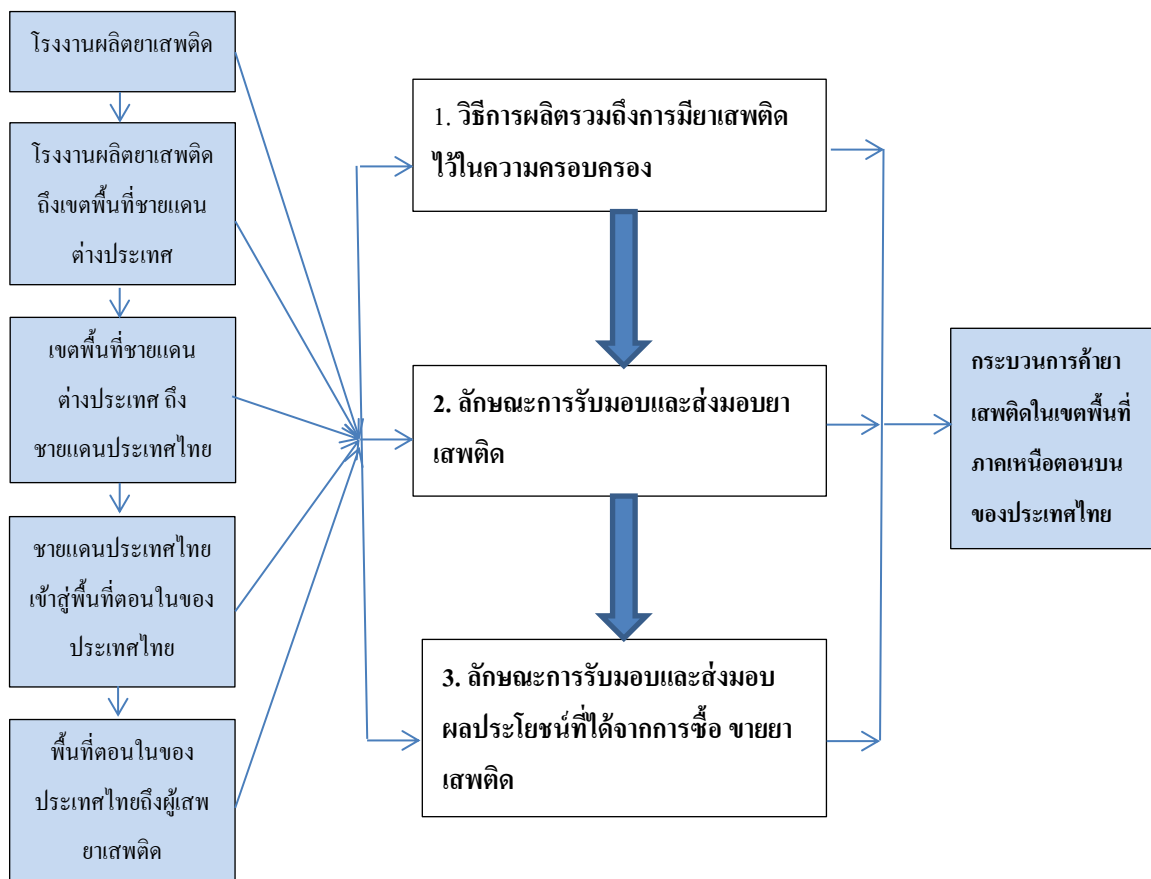 โรงงานผลิตยาเสพติด
โรงงานผลิตยาเสพติด
ถึงเขตพื้นที่ชายแดน
ต่างประเทศ
เขตพื้นที่ชายแดน
ต่างประเทศ ถึง
ชายแดนประเทศไทย
ชายแดนประเทศไทย
เข้าสู่พื้นที่ตอนในของ
ประเทศไทย
พื้นที่ตอนในของ
ประเทศไทยถึงผู้เสพ
ยาเสพติด
1. วิธีการผลิตรวมถึงการมียาเสพติด
ไว้ในความครอบครอง
2. ลักษณะการรับมอบและส่งมอบยา
เสพติด
3. ลักษณะการรับมอบและส่งมอบ
ผลประโยชน์ที่ได้จากการซื้อ ขายยา
เสพติด
กระบวนการค้ายา
เสพติดในเขตพื้นที่
ภาคเหนือตอนบน
ของประเทศไทย